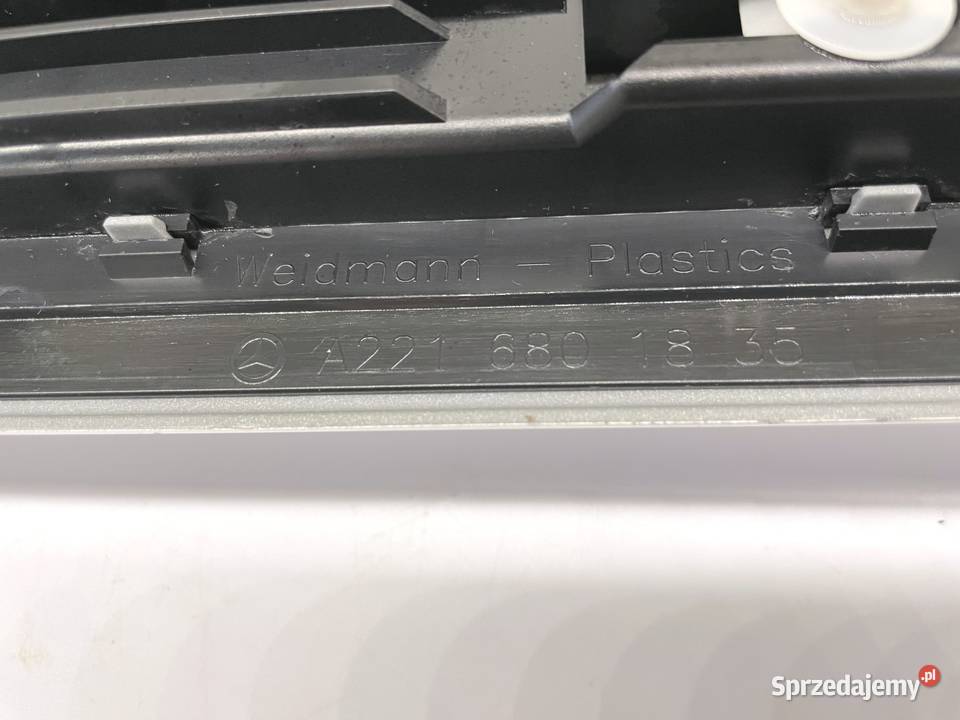 Weidmann - Plastics
A221 680 18 35
Sprzedajemy.pl